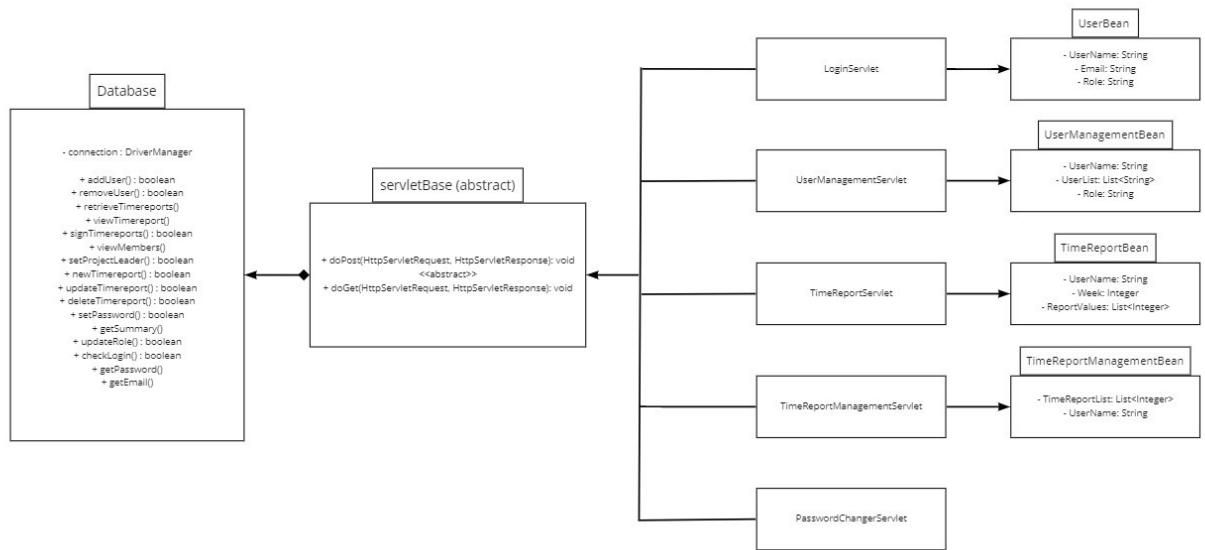 Database
- connection : DriverManager
+ addUser() : boolean
+ removeUser() : boolean
+ retrieveTimereports()
+ viewTimereport()
+ signTimereports() : boolean
+ viewMembers()
+ setProjectLeader() : boolean
+ newTimereport() : boolean
+ updateTimereport() : boolean
+ deleteTimereport() : boolean
+ setPassword() : boolean
+ getSummary()
+ updateRole() : boolean
+ checkLogin() : boolean
+ getPassword()
+ getEmail()
servletBase (abstract)
+ doPost(HttpServletRequest, HttpServletResponse): void
<<abstract>>
+ doGet(HttpServletRequest, HttpServletResponse): void
LoginServlet
UserBean
- UserName: String
- Email: String
- Role: String
UserManagementServlet
UserManagementBean
- UserName: String
- UserList: List<String>
- Role: String
TimeReportServlet
TimeReportBean
- UserName: String
- Week: Integer
- ReportValues: List<Integer>
TimeReportManagementServlet
TimeReportManagementBean
- TimeReportList: List<Integer>
- UserName: String
PasswordChangerServlet